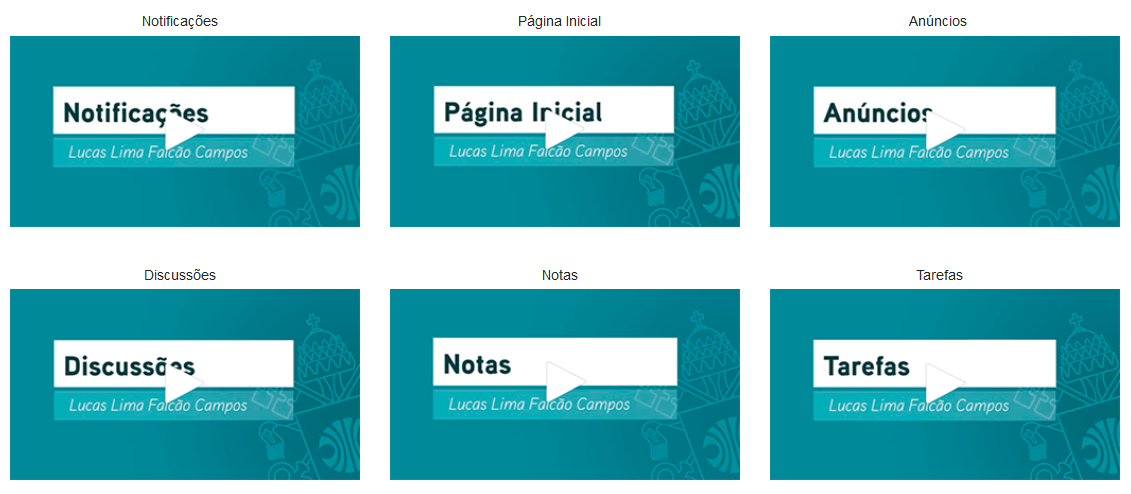 Notificações
Página Inicial
Anúncios
Notificações
Lucas Lima Falcão Campos
Página Inicial
Lucas Lima Falcão Campos
Anúncios
Lucas Lima Falcão Campos
Discussões
Notas
Tarefas
Discussões
Lucas Lima Falcão Campos
Notas
Lucas Lima Falcão Campos
Tarefas
Lucas Lima Falcão Campos